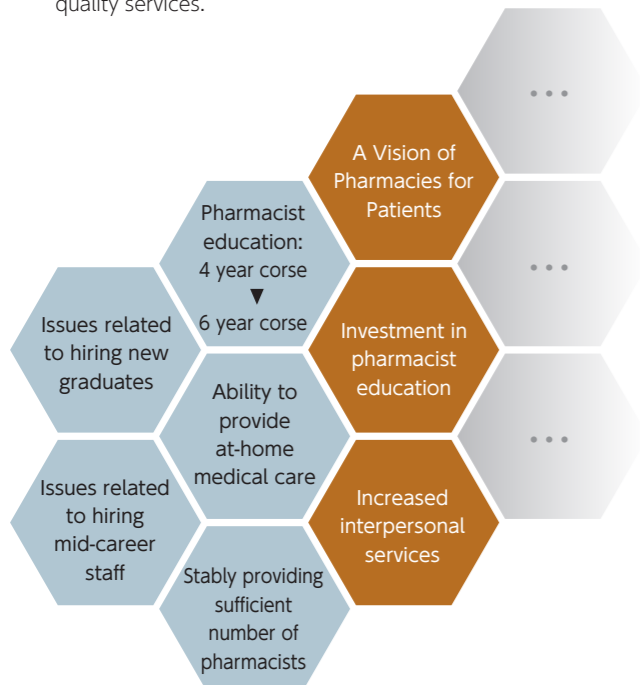 quality services.
...
A Vision of
Pharmacies for
Patients
Pharmacist
education:
4 year corse
▼
6 year corse
...
Issues related
to hiring new
graduates
Investment in
pharmacist
education
Ability to
provide
at-home
medical care
...
Issues related
to hiring
mid-career
staff
Increased
interpersonal
services
Stably providing
sufficient
number of
pharmacists